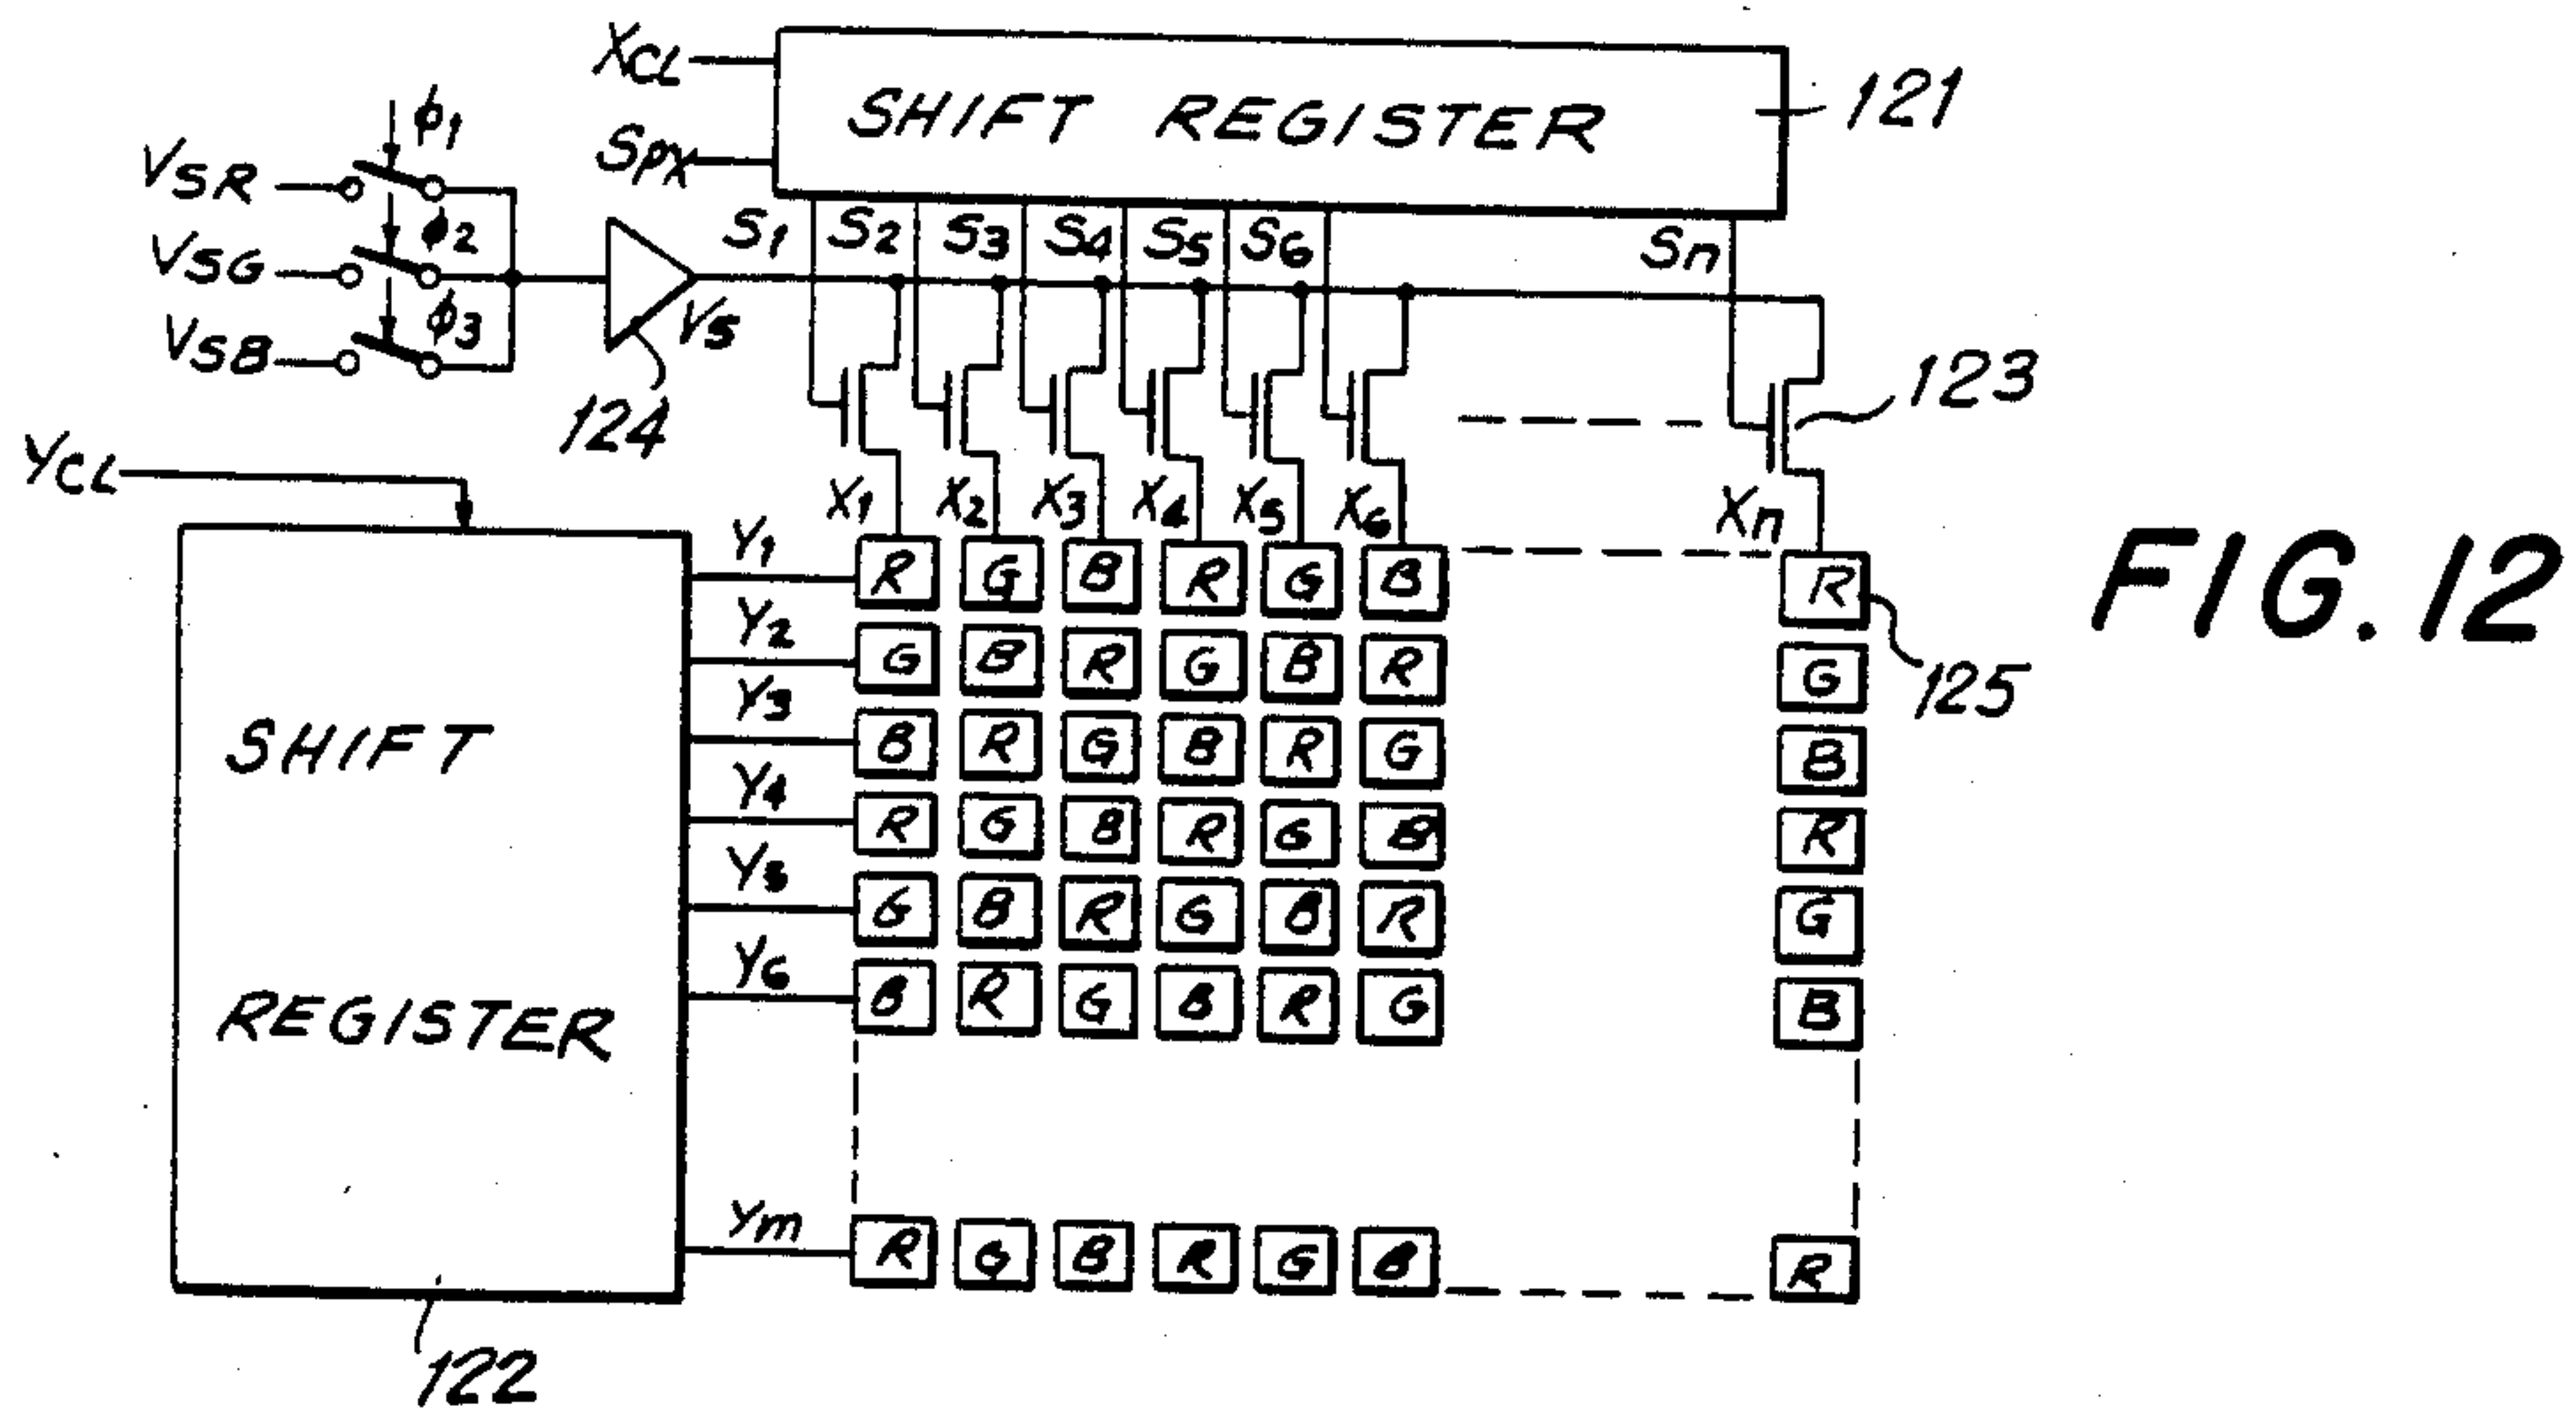 XCL
SHIFT REGISTER
121
SPX
φ1
VSR
φ2
VSG
φ3
VSB
124
VS
S1 S2 S3 S4 S5 S6 Sn
123
YCL
X1 X2 X3 X4 X5 X6 Xn
SHIFT
REGISTER
122
Y1 R G B R G B R
125
Y2 G B R G B R G
Y3 B R G B R G B
Y4 R G B R G B R
Y5 G B R G B R G
Y6 B R G B R G B
Ym R G B R G B R
FIG. 12